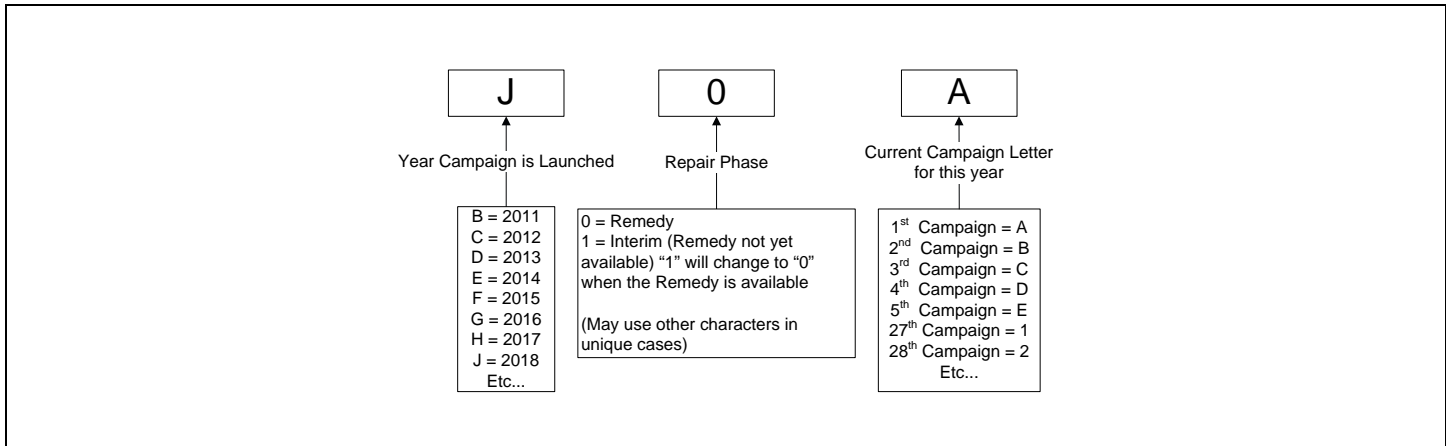 J
0
A
Year Campaign is Launched
Repair Phase
Current Campaign Letter
for this year
B = 2011
C = 2012
D = 2013
E = 2014
F = 2015
G = 2016
H = 2017
J = 2018
Etc...
0 = Remedy
1 = Interim (Remedy not yet
available) “1” will change to “0”
when the Remedy is available
(May use other characters in
unique cases)
1st Campaign = A
2nd Campaign = B
3rd Campaign = C
4th Campaign = D
5th Campaign = E
27th Campaign = 1
28th Campaign = 2
Etc...